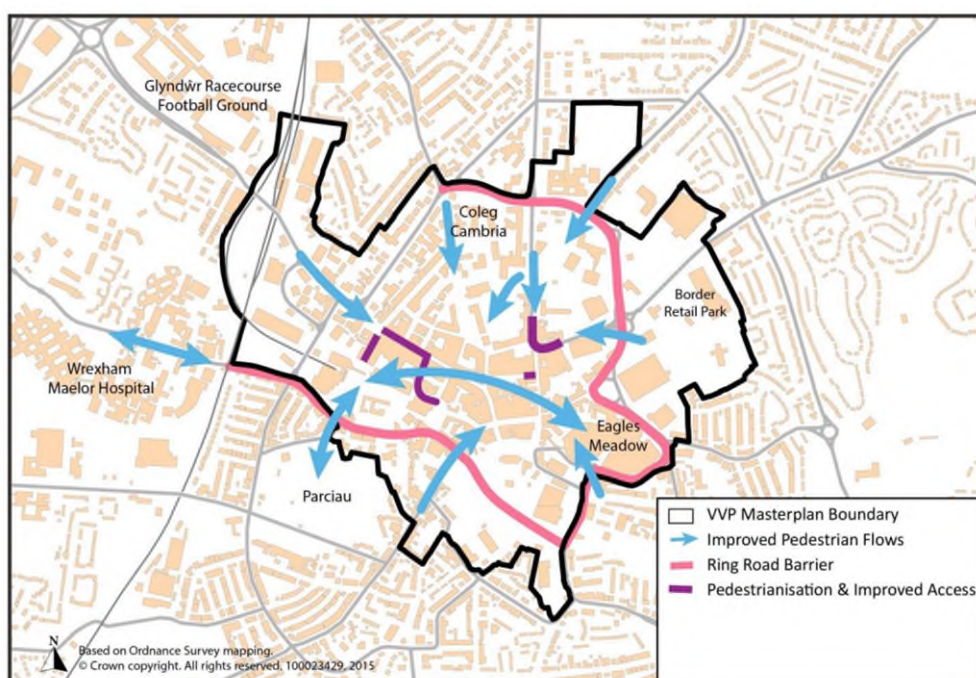 Glyndŵr Racecourse
Football Ground
Coleg
Cambria
Border
Retail Park
Wrexham
Maelor Hospital
Eagles
Meadow
Parciau
VVP Masterplan Boundary
Improved Pedestrian Flows
Ring Road Barrier
Pedestrianisation & Improved Access
N
Based on Ordnance Survey mapping.
© Crown copyright. All rights reserved. 100023429, 2015